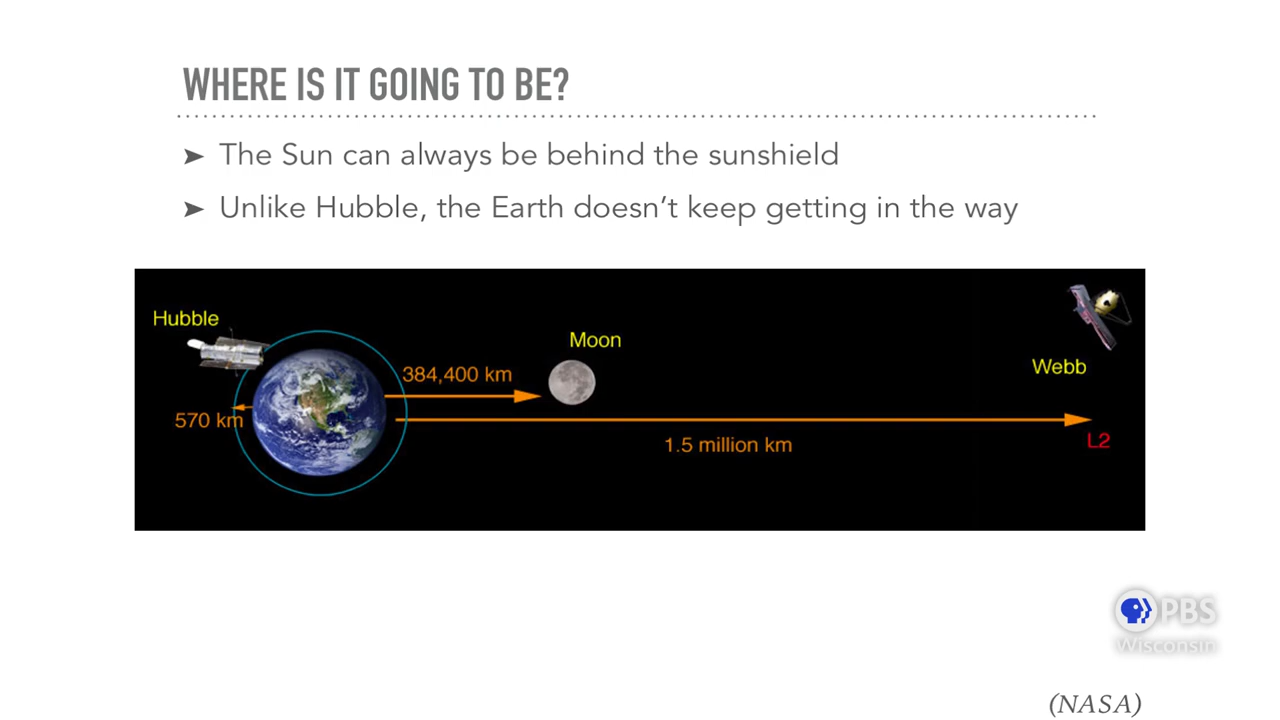 WHERE IS IT GOING TO BE?
➤ The Sun can always be behind the sunshield
➤ Unlike Hubble, the Earth doesn't keep getting in the way
Hubble
Moon
384,400 km
Webb
570 km
1.5 million km
L2
PBS
Wisconsin
(NASA)